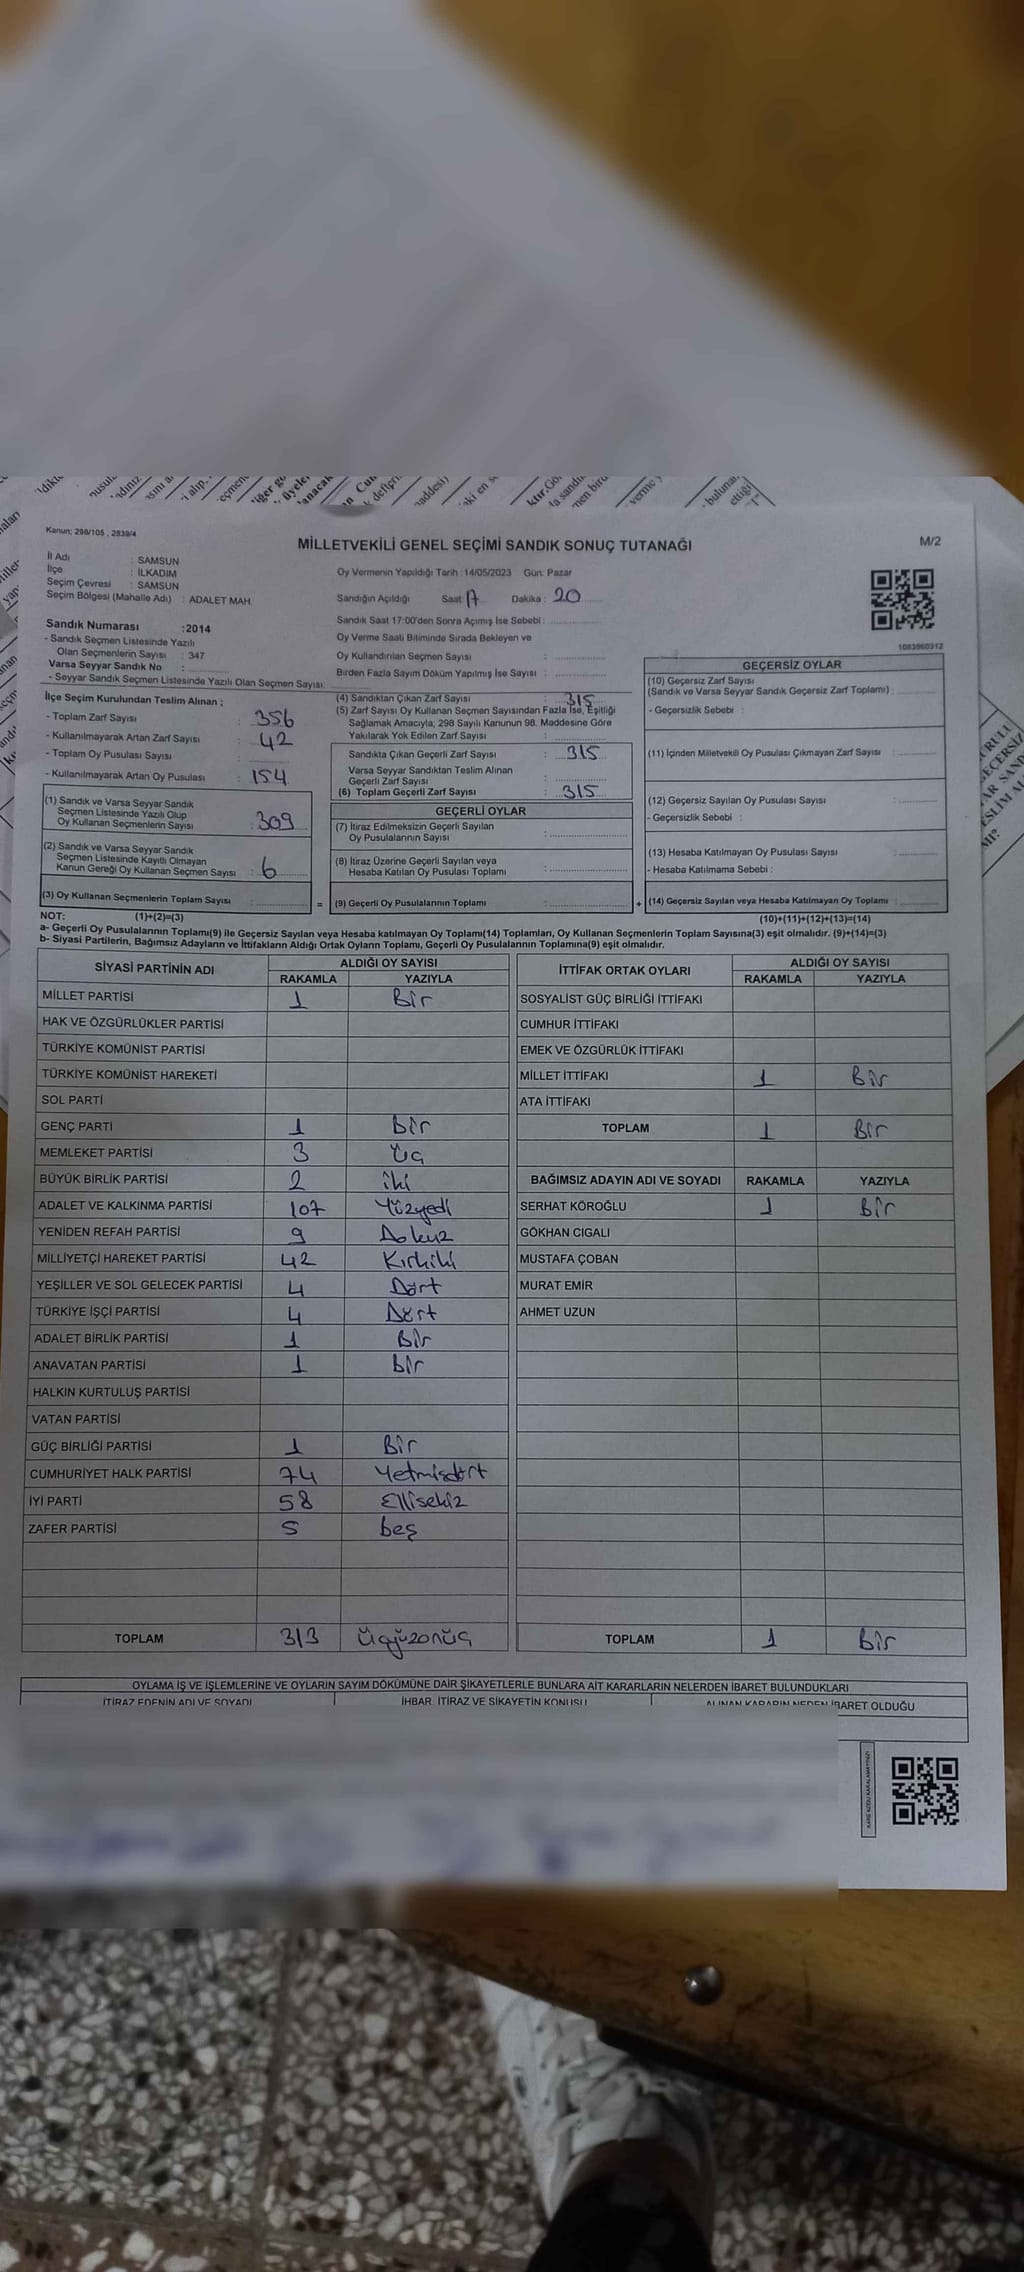 Kanun: 298/105 , 2839/4
MİLLETVEKİLİ GENEL SEÇİMİ SANDIK SONUÇ TUTANAĞI
M/2
İl Adı : SAMSUN
İlçe : İLKADIM
Seçim Çevresi : SAMSUN
Seçim Bölgesi (Mahalle Adı) : ADALET MAH.
Oy Vermenin Yapıldığı Tarih :14/05/2023 Gün: Pazar
Sandığın Açıldığı Saat: 17 Dakika : 20
Sandık Saat 17:00'den Sonra Açımış İse Sebebi :
Oy Verme Saati Bitiminde Sırada Bekleyen ve
Oy Kullandırılan Seçmen Sayısı :
Birden Fazla Sayım Döküm Yapılmış İse Sayısı :
1083060312
Sandık Numarası :2014
- Sandık Seçmen Listesinde Yazılı
Olan Seçmenlerin Sayısı : 347
Varsa Seyyar Sandık No :
- Seyyar Sandık Seçmen Listesinde Yazılı Olan Seçmen Sayısı:
İlçe Seçim Kurulundan Teslim Alınan ;
- Toplam Zarf Sayısı : 356
- Kullanılmayarak Artan Zarf Sayısı : 42
- Toplam Oy Pusulası Sayısı :
- Kullanılmayarak Artan Oy Pusulası : 154
(1) Sandık ve Varsa Seyyar Sandık
Seçmen Listesinde Yazılı Olup
Oy Kullanan Seçmenlerin Sayısı : 309
(2) Sandık ve Varsa Seyyar Sandık
Seçmen Listesinde Kayıtlı Olmayan
Kanun Gereği Oy Kullanan Seçmen Sayısı : 6
(3) Oy Kullanan Seçmenlerin Toplam Sayısı :
(4) Sandıktan Çıkan Zarf Sayısı : 315
(5) Zarf Sayısı Oy Kullanan Seçmen Sayısından Fazla İse, Eşitliği
Sağlamak Amacıyla, 298 Sayılı Kanunun 98. Maddesine Göre
Yakılarak Yok Edilen Zarf Sayısı :
Sandıkta Çıkan Geçerli Zarf Sayısı : 315
Varsa Seyyar Sandıktan Teslim Alınan
Geçerli Zarf Sayısı :
(6) Toplam Geçerli Zarf Sayısı : 315
GEÇERLİ OYLAR
(7) İtiraz Edilmeksizin Geçerli Sayılan
Oy Pusulalarının Sayısı :
(8) İtiraz Üzerine Geçerli Sayılan veya
Hesaba Katılan Oy Pusulası Toplamı :
= (9) Geçerli Oy Pusulalarının Toplamı :
GEÇERSİZ OYLAR
(10) Geçersiz Zarf Sayısı
(Sandık ve Varsa Seyyar Sandık Geçersiz Zarf Toplamı) :
- Geçersizlik Sebebi :
(11) İçinden Milletvekili Oy Pusulası Çıkmayan Zarf Sayısı :
(12) Geçersiz Sayılan Oy Pusulası Sayısı :
- Geçersizlik Sebebi :
(13) Hesaba Katılmayan Oy Pusulası Sayısı :
- Hesaba Katılmama Sebebi :
+ (14) Geçersiz Sayılan veya Hesaba Katılmayan Oy Toplamı :
NOT: (1)+(2)=(3) (10)+(11)+(12)+(13)=(14)
a- Geçerli Oy Pusulalarının Toplamı(9) ile Geçersiz Sayılan veya Hesaba katılmayan Oy Toplamı(14) Toplamları, Oy Kullanan Seçmenlerin Toplam Sayısına(3) eşit olmalıdır. (9)+(14)=(3)
b- Siyasi Partilerin, Bağımsız Adayların ve İttifakların Aldığı Ortak Oyların Toplamı, Geçerli Oy Pusulalarının Toplamına(9) eşit olmalıdır.
SİYASİ PARTİNİN ADI ALDIĞI OY SAYISI
RAKAMLA YAZIYLA
MİLLET PARTİSİ 1 Bir
HAK VE ÖZGÜRLÜKLER PARTİSİ
TÜRKİYE KOMÜNİST PARTİSİ
TÜRKİYE KOMÜNİST HAREKETİ
SOL PARTİ
GENÇ PARTİ 1 Bir
MEMLEKET PARTİSİ 3 Üç
BÜYÜK BİRLİK PARTİSİ 2 iki
ADALET VE KALKINMA PARTİSİ 107 Yüzyedi
YENİDEN REFAH PARTİSİ 9 Dokuz
MİLLİYETÇİ HAREKET PARTİSİ 42 Kırkiki
YEŞİLLER VE SOL GELECEK PARTİSİ 4 Dört
TÜRKİYE İŞÇİ PARTİSİ 4 Dört
ADALET BİRLİK PARTİSİ 1 Bir
ANAVATAN PARTİSİ 1 bir
HALKIN KURTULUŞ PARTİSİ
VATAN PARTİSİ
GÜÇ BİRLİĞİ PARTİSİ 1 Bir
CUMHURİYET HALK PARTİSİ 74 Yetmişdört
İYİ PARTİ 58 Ellisekiz
ZAFER PARTİSİ 5 beş
TOPLAM 313 Üçyüzonüç
İTTİFAK ORTAK OYLARI ALDIĞI OY SAYISI
RAKAMLA YAZIYLA
SOSYALİST GÜÇ BİRLİĞİ İTTİFAKI
CUMHUR İTTİFAKI
EMEK VE ÖZGÜRLÜK İTTİFAKI
MİLLET İTTİFAKI 1 Bir
ATA İTTİFAKI
TOPLAM 1 Bir
BAĞIMSIZ ADAYIN ADI VE SOYADI RAKAMLA YAZIYLA
SERHAT KÖROĞLU 1 Bir
GÖKHAN CIGALI
MUSTAFA ÇOBAN
MURAT EMİR
AHMET UZUN
TOPLAM 1 Bir
OYLAMA İŞ VE İŞLEMLERİNE VE OYLARIN SAYIM DÖKÜMÜNE DAİR ŞİKAYETLERLE BUNLARA AİT KARARLARIN NELERDEN İBARET BULUNDUKLARI
İTİRAZ EDENİN ADI VE SOYADI İHBAR, İTİRAZ VE ŞİKAYETİN KONUSU ALINAN KARARIN NEDEN İBARET OLDUĞU